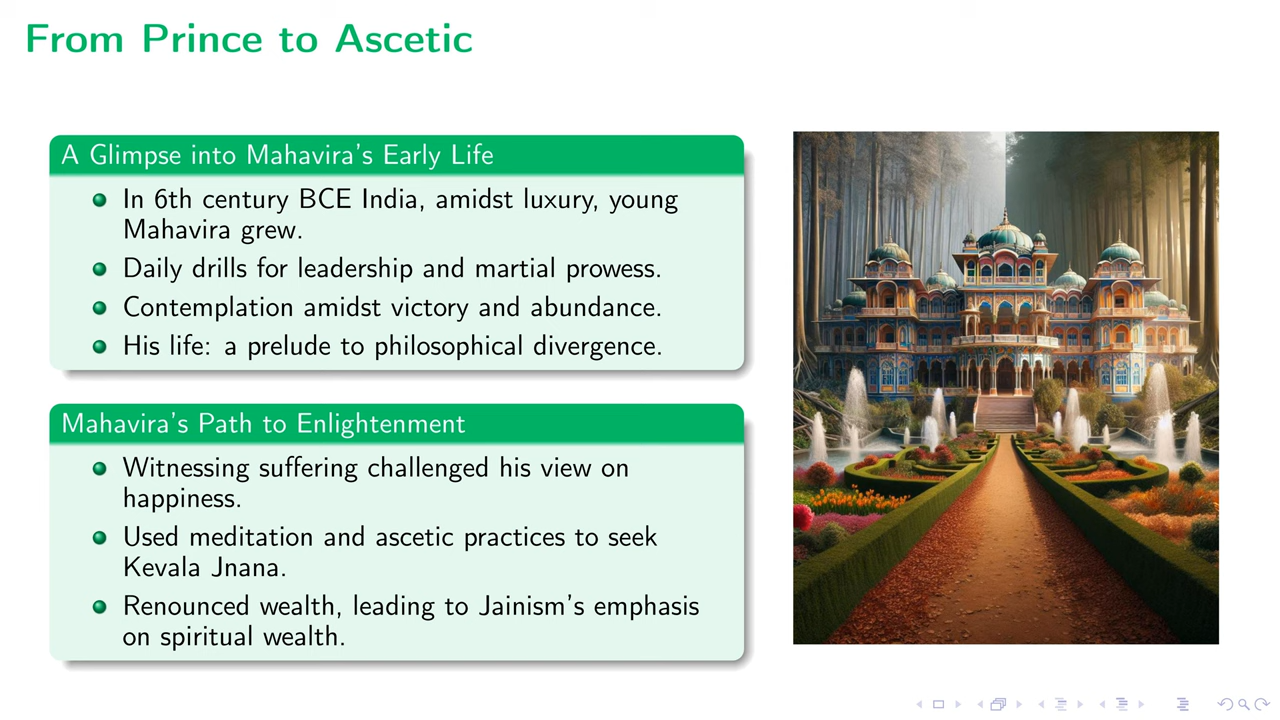 From Prince to Ascetic
A Glimpse into Mahavira's Early Life
In 6th century BCE India, amidst luxury, young
Mahavira grew.
Daily drills for leadership and martial prowess.
Contemplation amidst victory and abundance.
His life: a prelude to philosophical divergence.
Mahavira's Path to Enlightenment
Witnessing suffering challenged his view on
happiness.
Used meditation and ascetic practices to seek
Kevala Jnana.
Renounced wealth, leading to Jainism's emphasis
on spiritual wealth.